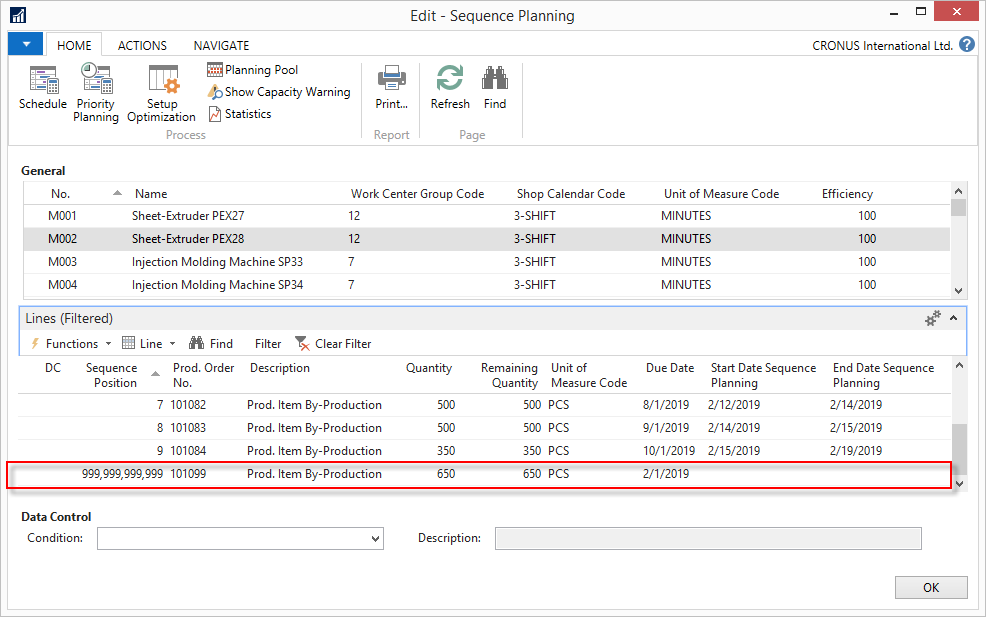 Edit - Sequence Planning
HOME ACTIONS NAVIGATE CRONUS International Ltd. ?
Schedule
Priority Planning
Setup Optimization
Planning Pool
Show Capacity Warning
Statistics
Process
Print...
Report
Refresh
Find
Page
General
No. Name Work Center Group Code Shop Calendar Code Unit of Measure Code Efficiency
M001 Sheet-Extruder PEX27 12 3-SHIFT MINUTES 100
M002 Sheet-Extruder PEX28 12 3-SHIFT MINUTES 100
M003 Injection Molding Machine SP33 7 3-SHIFT MINUTES 100
M004 Injection Molding Machine SP34 7 3-SHIFT MINUTES 100
Lines (Filtered)
Functions Line Find Filter Clear Filter
DC Sequence Position Prod. Order No. Description Quantity Remaining Quantity Unit of Measure Code Due Date Start Date Sequence Planning End Date Sequence Planning
7 101082 Prod. Item By-Production 500 500 PCS 8/1/2019 2/12/2019 2/14/2019
8 101083 Prod. Item By-Production 500 500 PCS 9/1/2019 2/14/2019 2/15/2019
9 101084 Prod. Item By-Production 350 350 PCS 10/1/2019 2/15/2019 2/19/2019
999,999,999,999 101099 Prod. Item By-Production 650 650 PCS 2/1/2019
Data Control
Condition: Description:
OK